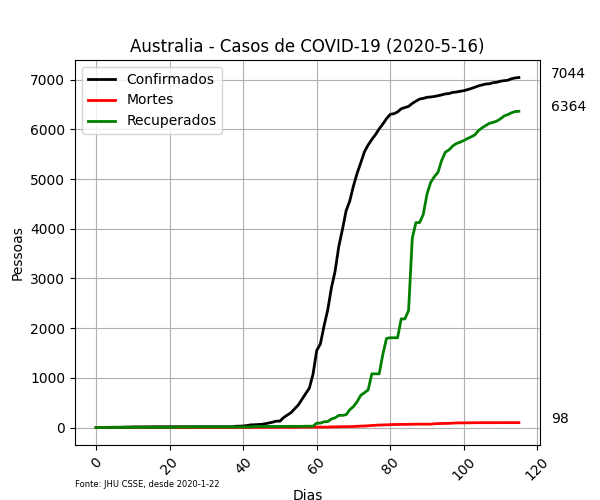 Australia - Casos de COVID-19 (2020-5-16)
Confirmados
Mortes
Recuperados
7044
6364
98
Pessoas
7000
6000
5000
4000
3000
2000
1000
0
0
20
40
60
80
100
120
Fonte: JHU CSSE, desde 2020-1-22
Dias